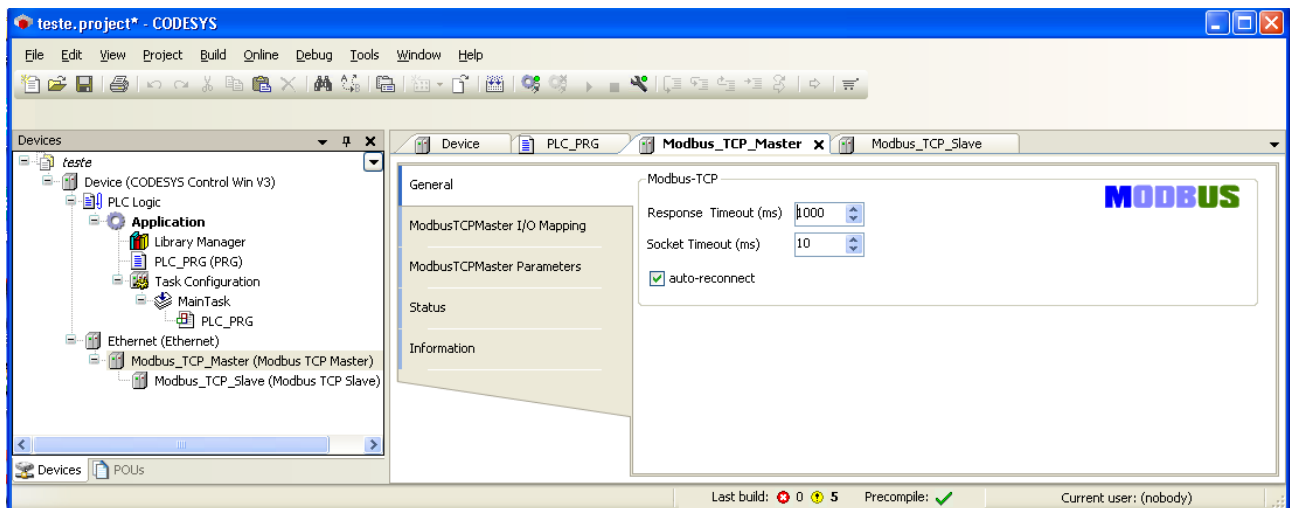 teste.project* - CODESYS
File Edit View Project Build Online Debug Tools Window Help
Devices
teste
Device (CODESYS Control Win V3)
PLC Logic
Application
Library Manager
PLC_PRG (PRG)
Task Configuration
MainTask
PLC_PRG
Ethernet (Ethernet)
Modbus_TCP_Master (Modbus TCP Master)
Modbus_TCP_Slave (Modbus TCP Slave)
Devices POUs
Device PLC_PRG Modbus_TCP_Master Modbus_TCP_Slave
General
ModbusTCPMaster I/O Mapping
ModbusTCPMaster Parameters
Status
Information
Modbus-TCP
MODBUS
Response Timeout (ms) 1000
Socket Timeout (ms) 10
auto-reconnect
Last build: 0 5 Precompile: Current user: (nobody)